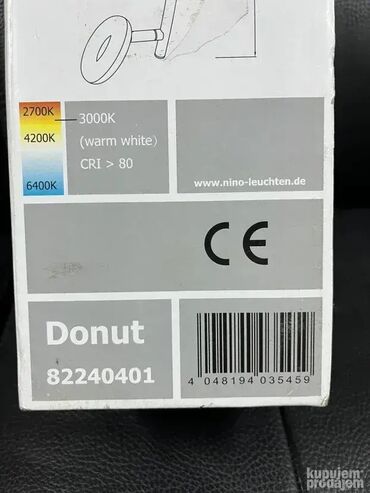 2700K
3000K
4200K
(warm white)
CRI > 80
6400K
www.nino-leuchten.de
CE
Donut
82240401
4 048194 035459
kupujem
prodajem